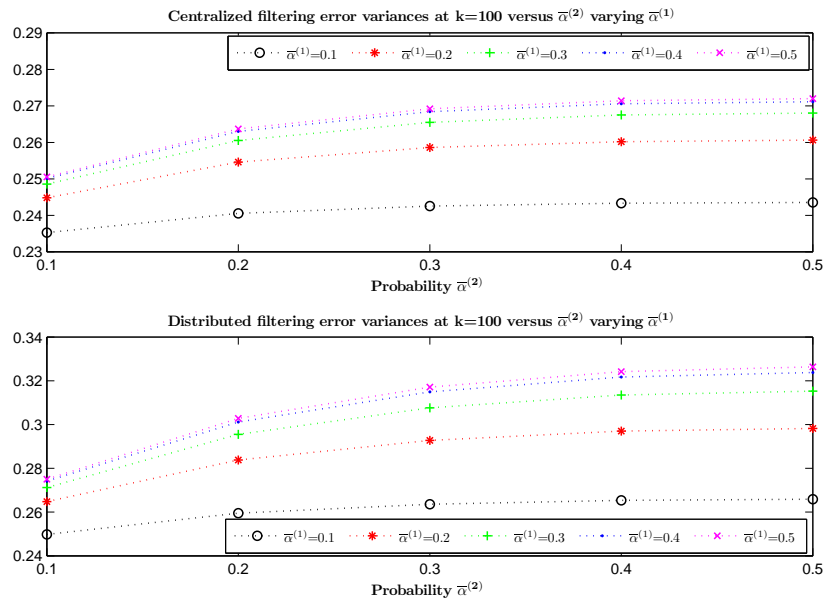 Centralized filtering error variances at k=100 versus α̅⁽²⁾ varying α̅⁽¹⁾
0.29
0.28
0.27
0.26
0.25
0.24
0.23
α̅⁽¹⁾=0.1 α̅⁽¹⁾=0.2 α̅⁽¹⁾=0.3 α̅⁽¹⁾=0.4 α̅⁽¹⁾=0.5
0.1 0.2 0.3 0.4 0.5
Probability α̅⁽²⁾
Distributed filtering error variances at k=100 versus α̅⁽²⁾ varying α̅⁽¹⁾
0.34
0.32
0.3
0.28
0.26
0.24
α̅⁽¹⁾=0.1 α̅⁽¹⁾=0.2 α̅⁽¹⁾=0.3 α̅⁽¹⁾=0.4 α̅⁽¹⁾=0.5
0.1 0.2 0.3 0.4 0.5
Probability α̅⁽²⁾